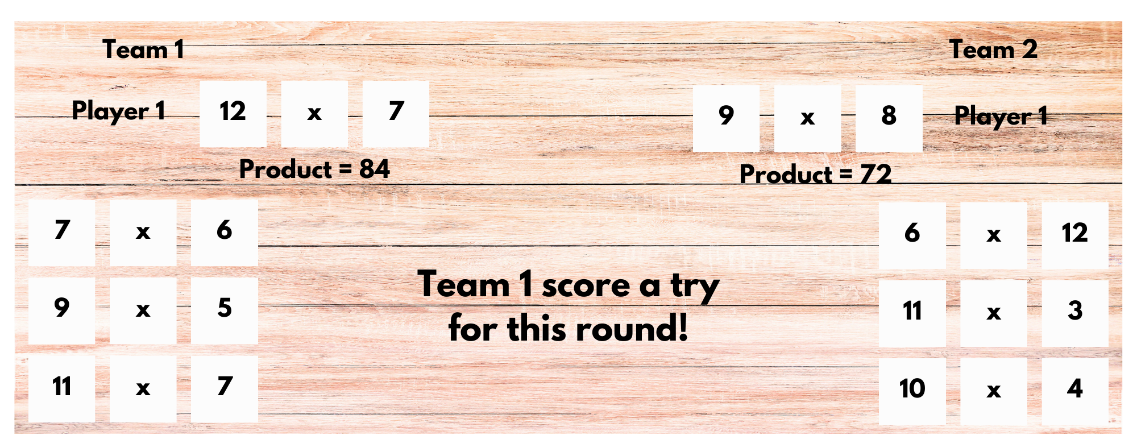 Team 1
Team 2
Player 1 12 x 7
9 x 8 Player 1
Product = 84
Product = 72
7 x 6
6 x 12
Team 1 score a try
for this round!
9 x 5
11 x 3
11 x 7
10 x 4